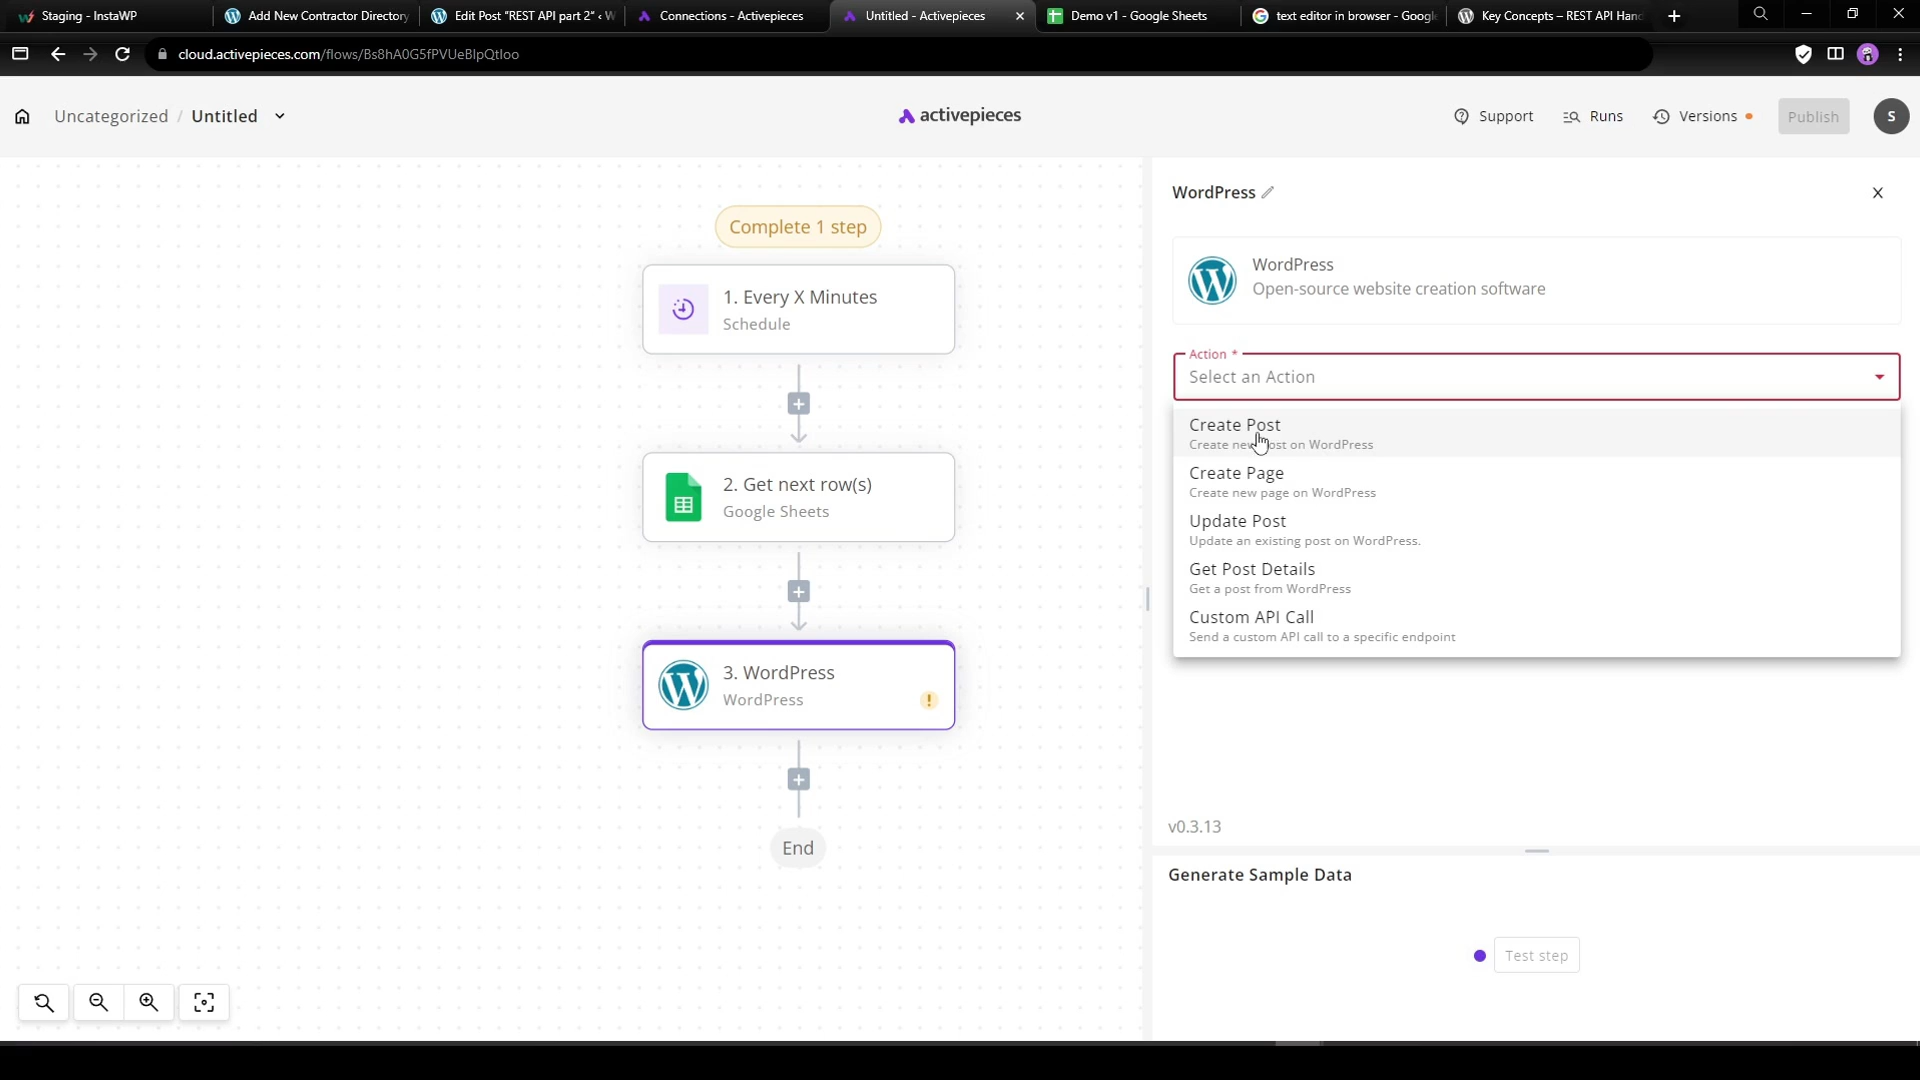 Staging - InstaWP
Add New Contractor Directory
Edit Post "REST API part 2" ‹ W
Connections - Activepieces
Untitled - Activepieces
Demo v1 - Google Sheets
text editor in browser - Googl
Key Concepts – REST API Hand
cloud.activepieces.com/flows/Bs8hA0G5fPVUeBlpQtloo
Uncategorized / Untitled
activepieces
Support
Runs
Versions
Publish
S
Complete 1 step
1. Every X Minutes
Schedule
2. Get next row(s)
Google Sheets
3. WordPress
WordPress
!
End
WordPress
WordPress
Open-source website creation software
Action *
Select an Action
Create Post
Create new post on WordPress
Create Page
Create new page on WordPress
Update Post
Update an existing post on WordPress.
Get Post Details
Get a post from WordPress
Custom API Call
Send a custom API call to a specific endpoint
v0.3.13
Generate Sample Data
Test step